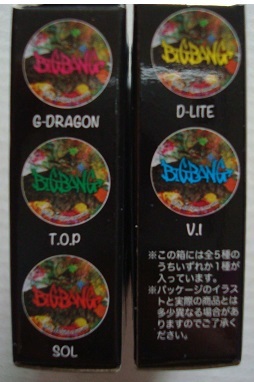 BIGBANG
G-DRAGON
BIGBANG
T.O.P
BIGBANG
SOL
BIGBANG
D-LITE
BIGBANG
V.I
※この箱には全5種の
うちいずれか1種が
入っています。
※パッケージのイラス
トと実際の商品とは
多少異なる場合があ
りますのでご了承く
ださい。